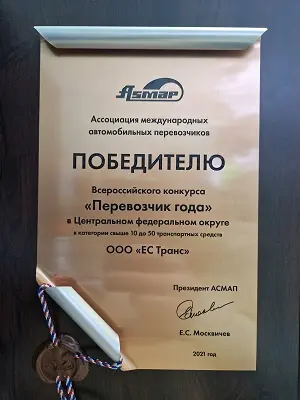 Asmap
Ассоциация международных
автомобильных перевозчиков
ПОБЕДИТЕЛЮ
Всероссийского конкурса
«Перевозчик года»
в Центральном федеральном округе
в категории свыше 10 до 50 транспортных средств
ООО «ЕС Транс»
Президент АСМАП
Е.С. Москвичев
2021 год